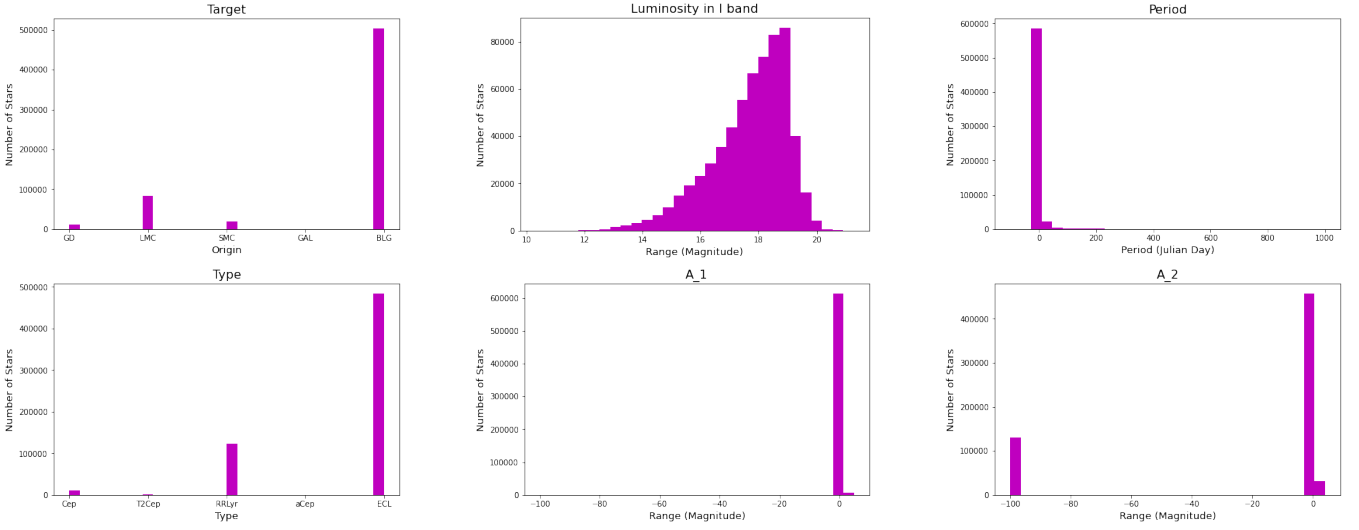 Target
Number of Stars
500000
400000
300000
200000
100000
0
GD LMC SMC GAL BLG
Origin
Luminosity in I band
Number of Stars
80000
60000
40000
20000
0
10 12 14 16 18 20
Range (Magnitude)
Period
Number of Stars
600000
500000
400000
300000
200000
100000
0
0 200 400 600 800 1000
Period (Julian Day)
Type
Number of Stars
500000
400000
300000
200000
100000
0
Cep T2Cep RRLyr aCep ECL
Type
A_1
Number of Stars
600000
500000
400000
300000
200000
100000
0
−100 −80 −60 −40 −20 0
Range (Magnitude)
A_2
Number of Stars
400000
300000
200000
100000
0
−100 −80 −60 −40 −20 0
Range (Magnitude)